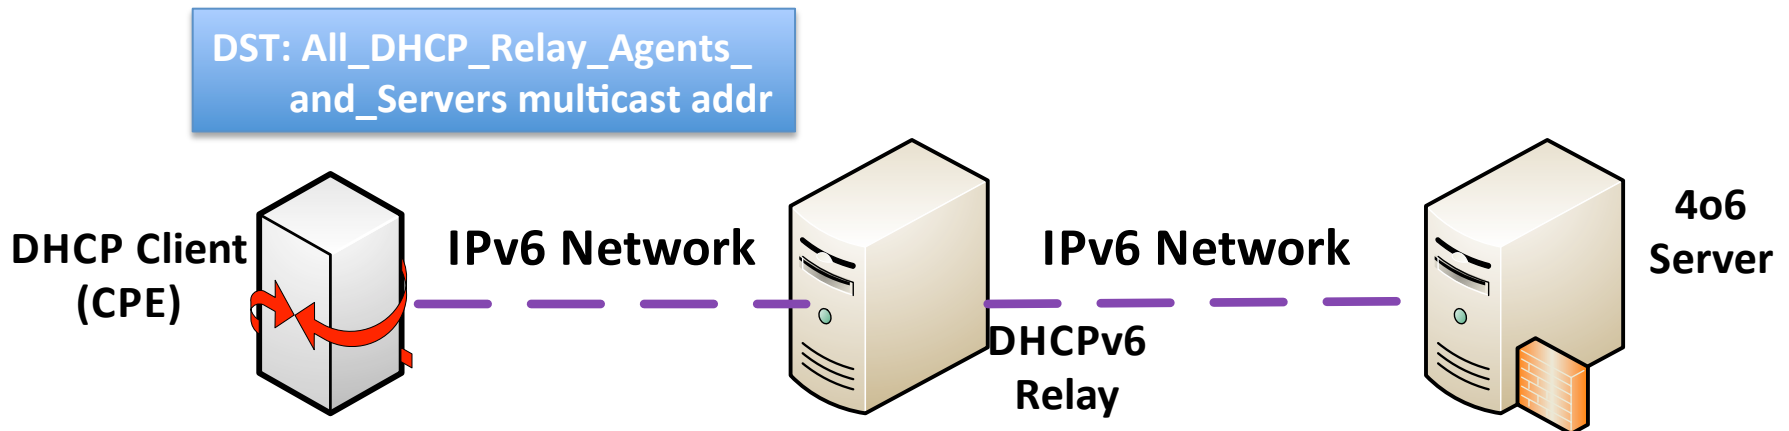 DST: All_DHCP_Relay_Agents_
and_Servers multicast addr
DHCP Client
(CPE)
IPv6 Network
IPv6 Network
4o6
Server
DHCPv6
Relay